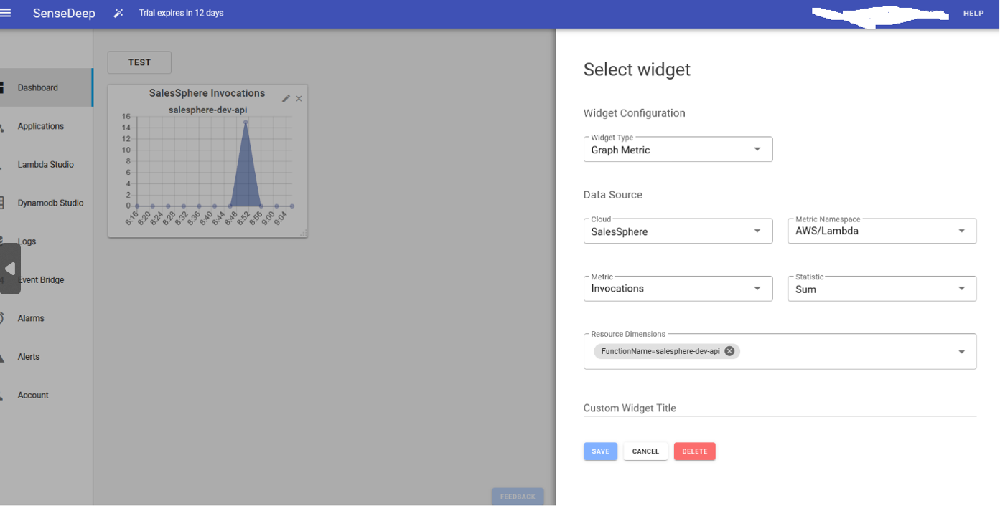 SenseDeep Trial expires in 12 days HELP
Dashboard
Applications
Lambda Studio
Dynamodb Studio
Logs
Event Bridge
Alarms
Alerts
Account
TEST
SalesSphere Invocations
salesphere-dev-api
16
14
12
10
8
6
4
2
0
8:16 8:20 8:24 8:28 8:32 8:36 8:40 8:44 8:48 8:52 8:56 9:00 9:04
FEEDBACK
Select widget
Widget Configuration
Widget Type
Graph Metric
Data Source
Cloud
SalesSphere
Metric Namespace
AWS/Lambda
Metric
Invocations
Statistic
Sum
Resource Dimensions
FunctionName=salesphere-dev-api
Custom Widget Title
SAVE CANCEL DELETE